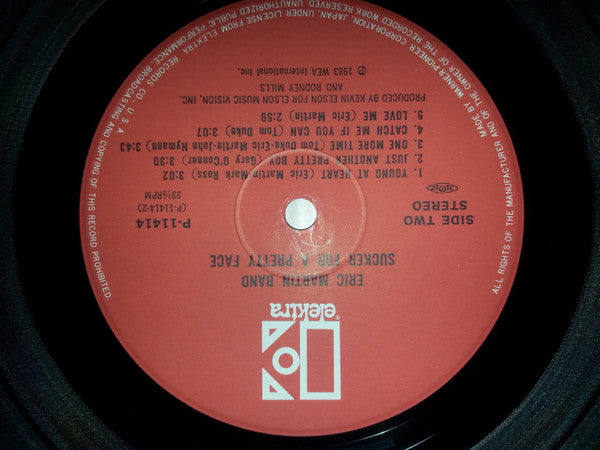 elektra®
ERIC MARTIN BAND
SUCKER FOR A PRETTY FACE
SIDE TWO
STEREO
P-11414
(P-11414-2)
33⅓RPM
1. YOUNG AT HEART (Eric Martin Mark Ross) 3:02
2. JUST ANOTHER PRETTY BOY (Gary O'Conner) 3:30
3. ONE MORE TIME (Tom Duke-Eric Martin-John Nymann) 3:43
4. CATCH ME IF YOU CAN (Tom Duke) 3:07
5. LOVE ME (Eric Martin) 2:59
PRODUCED BY KEVIN ELSON FOR ELSON MUSIC VISION, INC.
AND RODNEY MILLS
℗ 1983 WEA International Inc.
MADE BY WARNER-PIONEER CORPORATION, JAPAN, UNDER LICENSE FROM ELEKTRA RECORDS CO., U.S.A.
ALL RIGHTS OF THE MANUFACTURER AND OF THE OWNER OF THE RECORDED WORK RESERVED. UNAUTHORIZED PUBLIC PERFORMANCE, BROADCASTING AND COPYING OF THIS RECORD PROHIBITED.